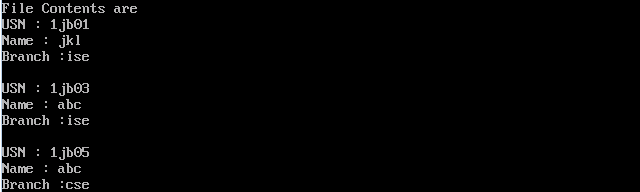 File Contents are
USN : 1jb01
Name : jkl
Branch :ise

USN : 1jb03
Name : abc
Branch :ise

USN : 1jb05
Name : abc
Branch :cse